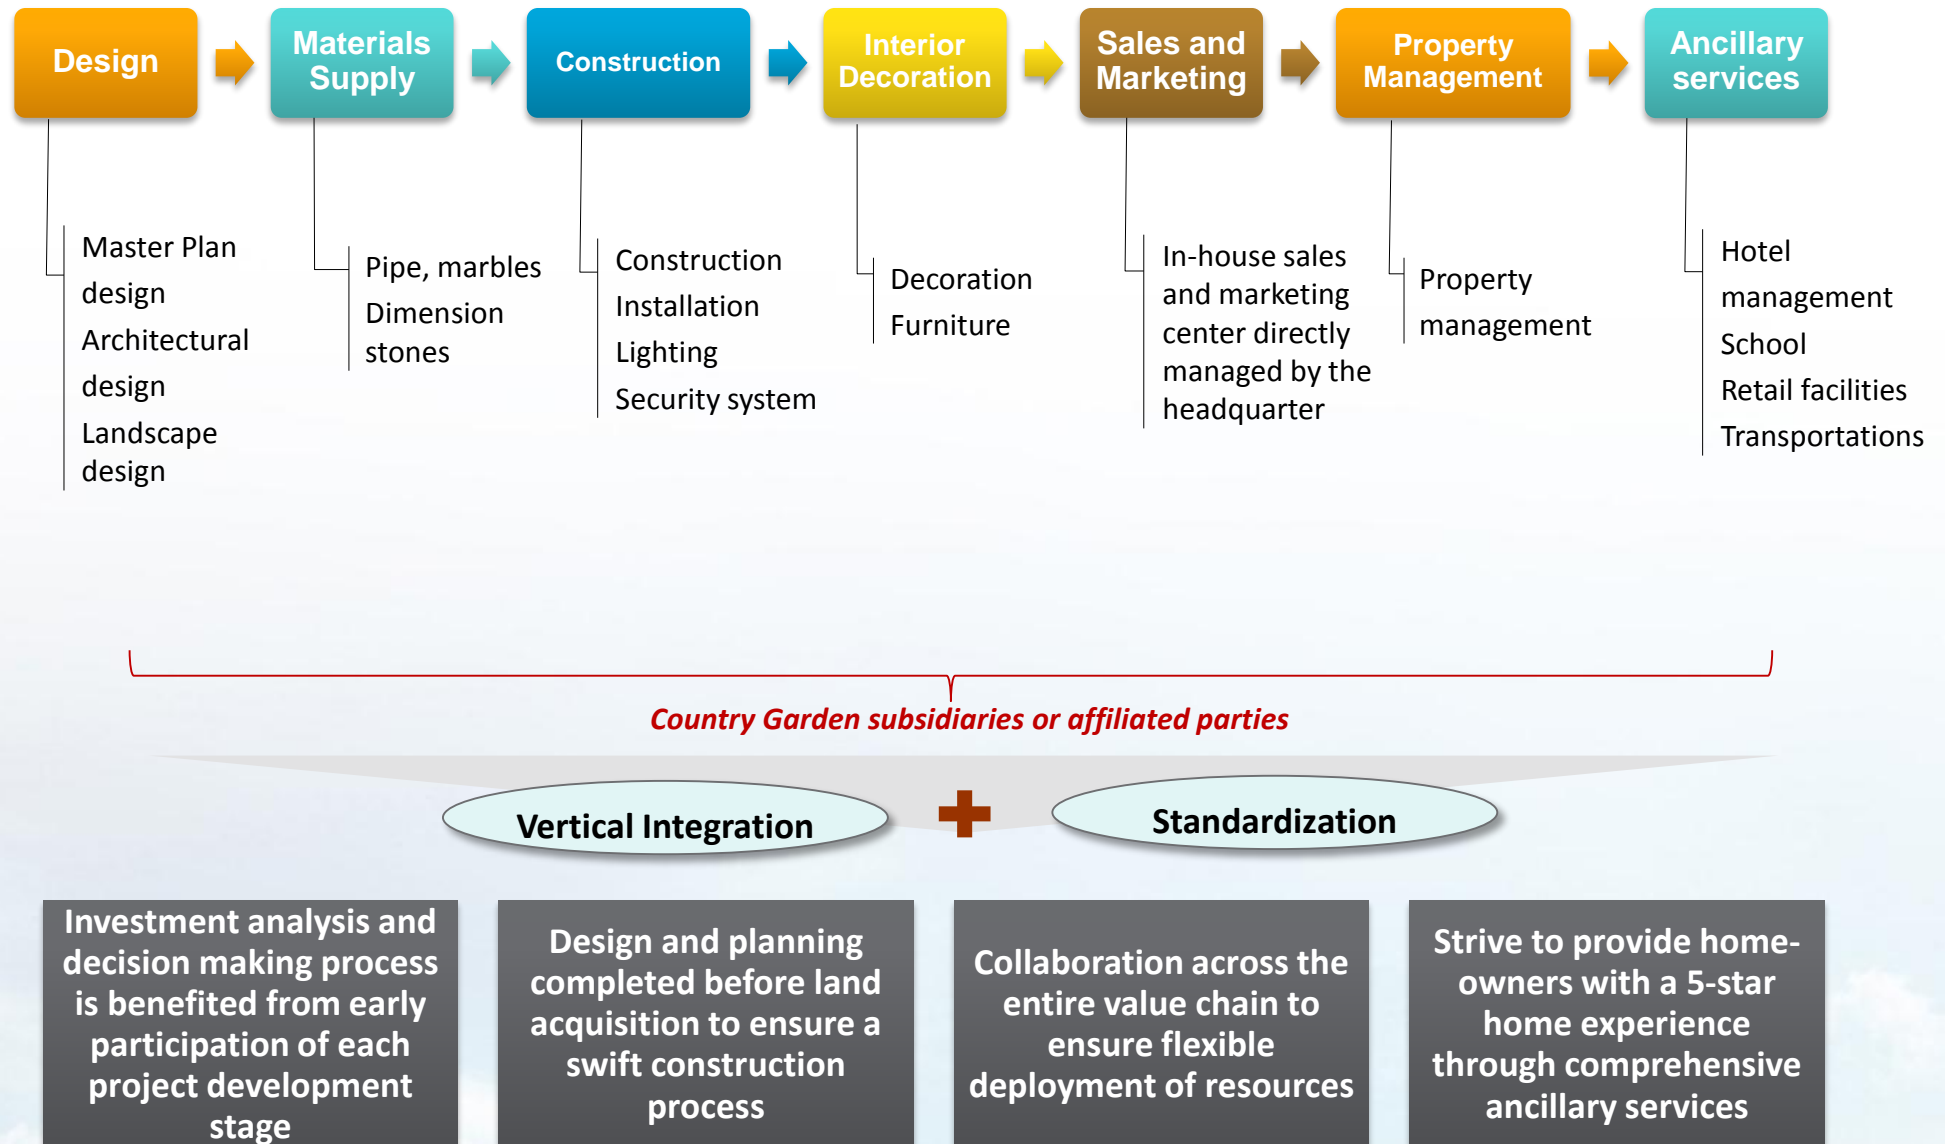 Design
Materials
Supply
Construction
Interior
Decoration
Sales and
Marketing
Property
Management
Ancillary
services
Master Plan
design
Architectural
design
Landscape
design
Pipe, marbles
Dimension
stones
Construction
Installation
Lighting
Security system
Decoration
Furniture
In-house sales
and marketing
center directly
managed by the
headquarter
Property
management
Hotel
management
School
Retail facilities
Transportations
Country Garden subsidiaries or affiliated parties
Vertical Integration
Standardization
Investment analysis and
decision making process
is benefited from early
participation of each
project development
stage
Design and planning
completed before land
acquisition to ensure a
swift construction
process
Collaboration across the
entire value chain to
ensure flexible
deployment of resources
Strive to provide home-
owners with a 5-star
home experience
through comprehensive
ancillary services